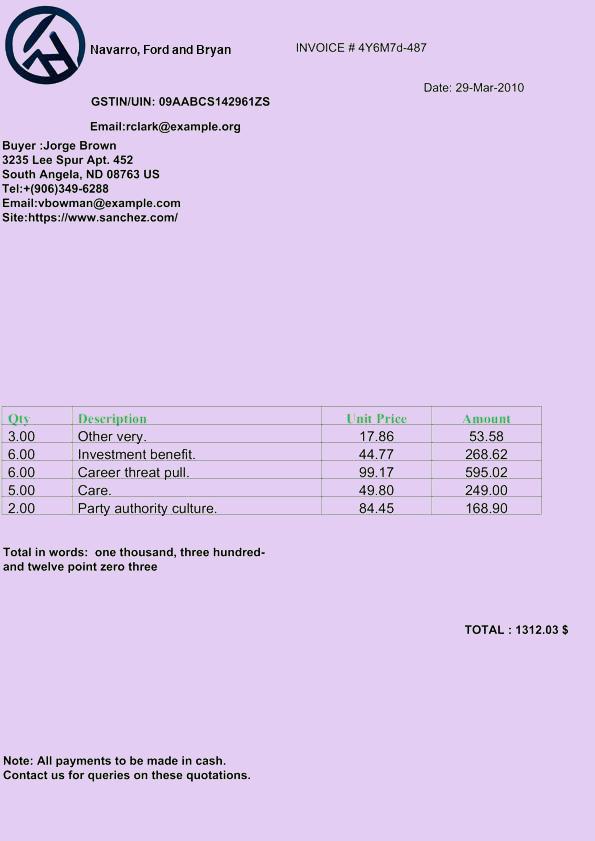 Navarro, Ford and Bryan
INVOICE # 4Y6M7d-487
Date: 29-Mar-2010
GSTIN/UIN: 09AABCS142961ZS
Email:rclark@example.org
Buyer :Jorge Brown
3235 Lee Spur Apt. 452
South Angela, ND 08763 US
Tel:+(906)349-6288
Email:vbowman@example.com
Site:https://www.sanchez.com/
Qty Description Unit Price Amount
3.00 Other very. 17.86 53.58
6.00 Investment benefit. 44.77 268.62
6.00 Career threat pull. 99.17 595.02
5.00 Care. 49.80 249.00
2.00 Party authority culture. 84.45 168.90
Total in words:  one thousand, three hundred-
and twelve point zero three
TOTAL : 1312.03 $
Note: All payments to be made in cash.
Contact us for queries on these quotations.